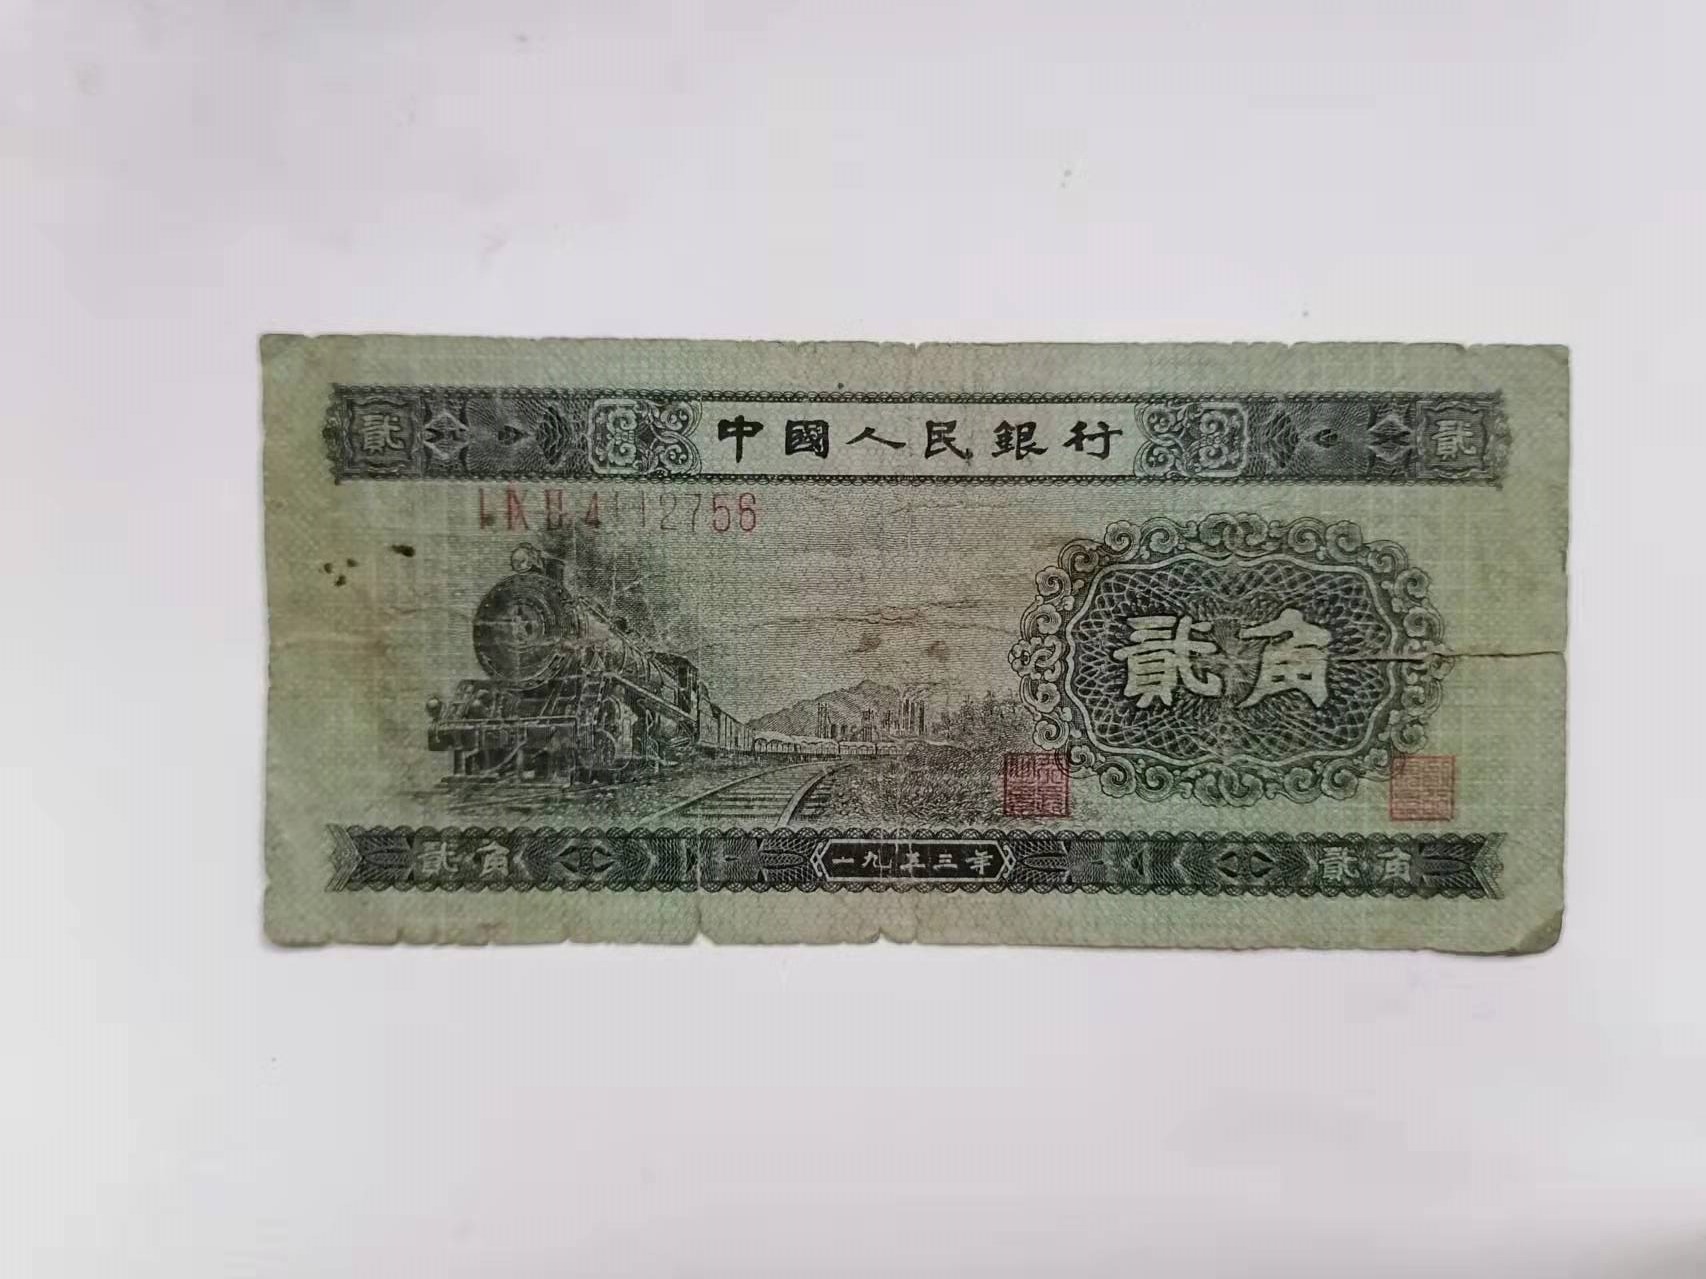 貳 中國人民銀行 貳
4112756
貳角
貳角 一九五三年 貳角